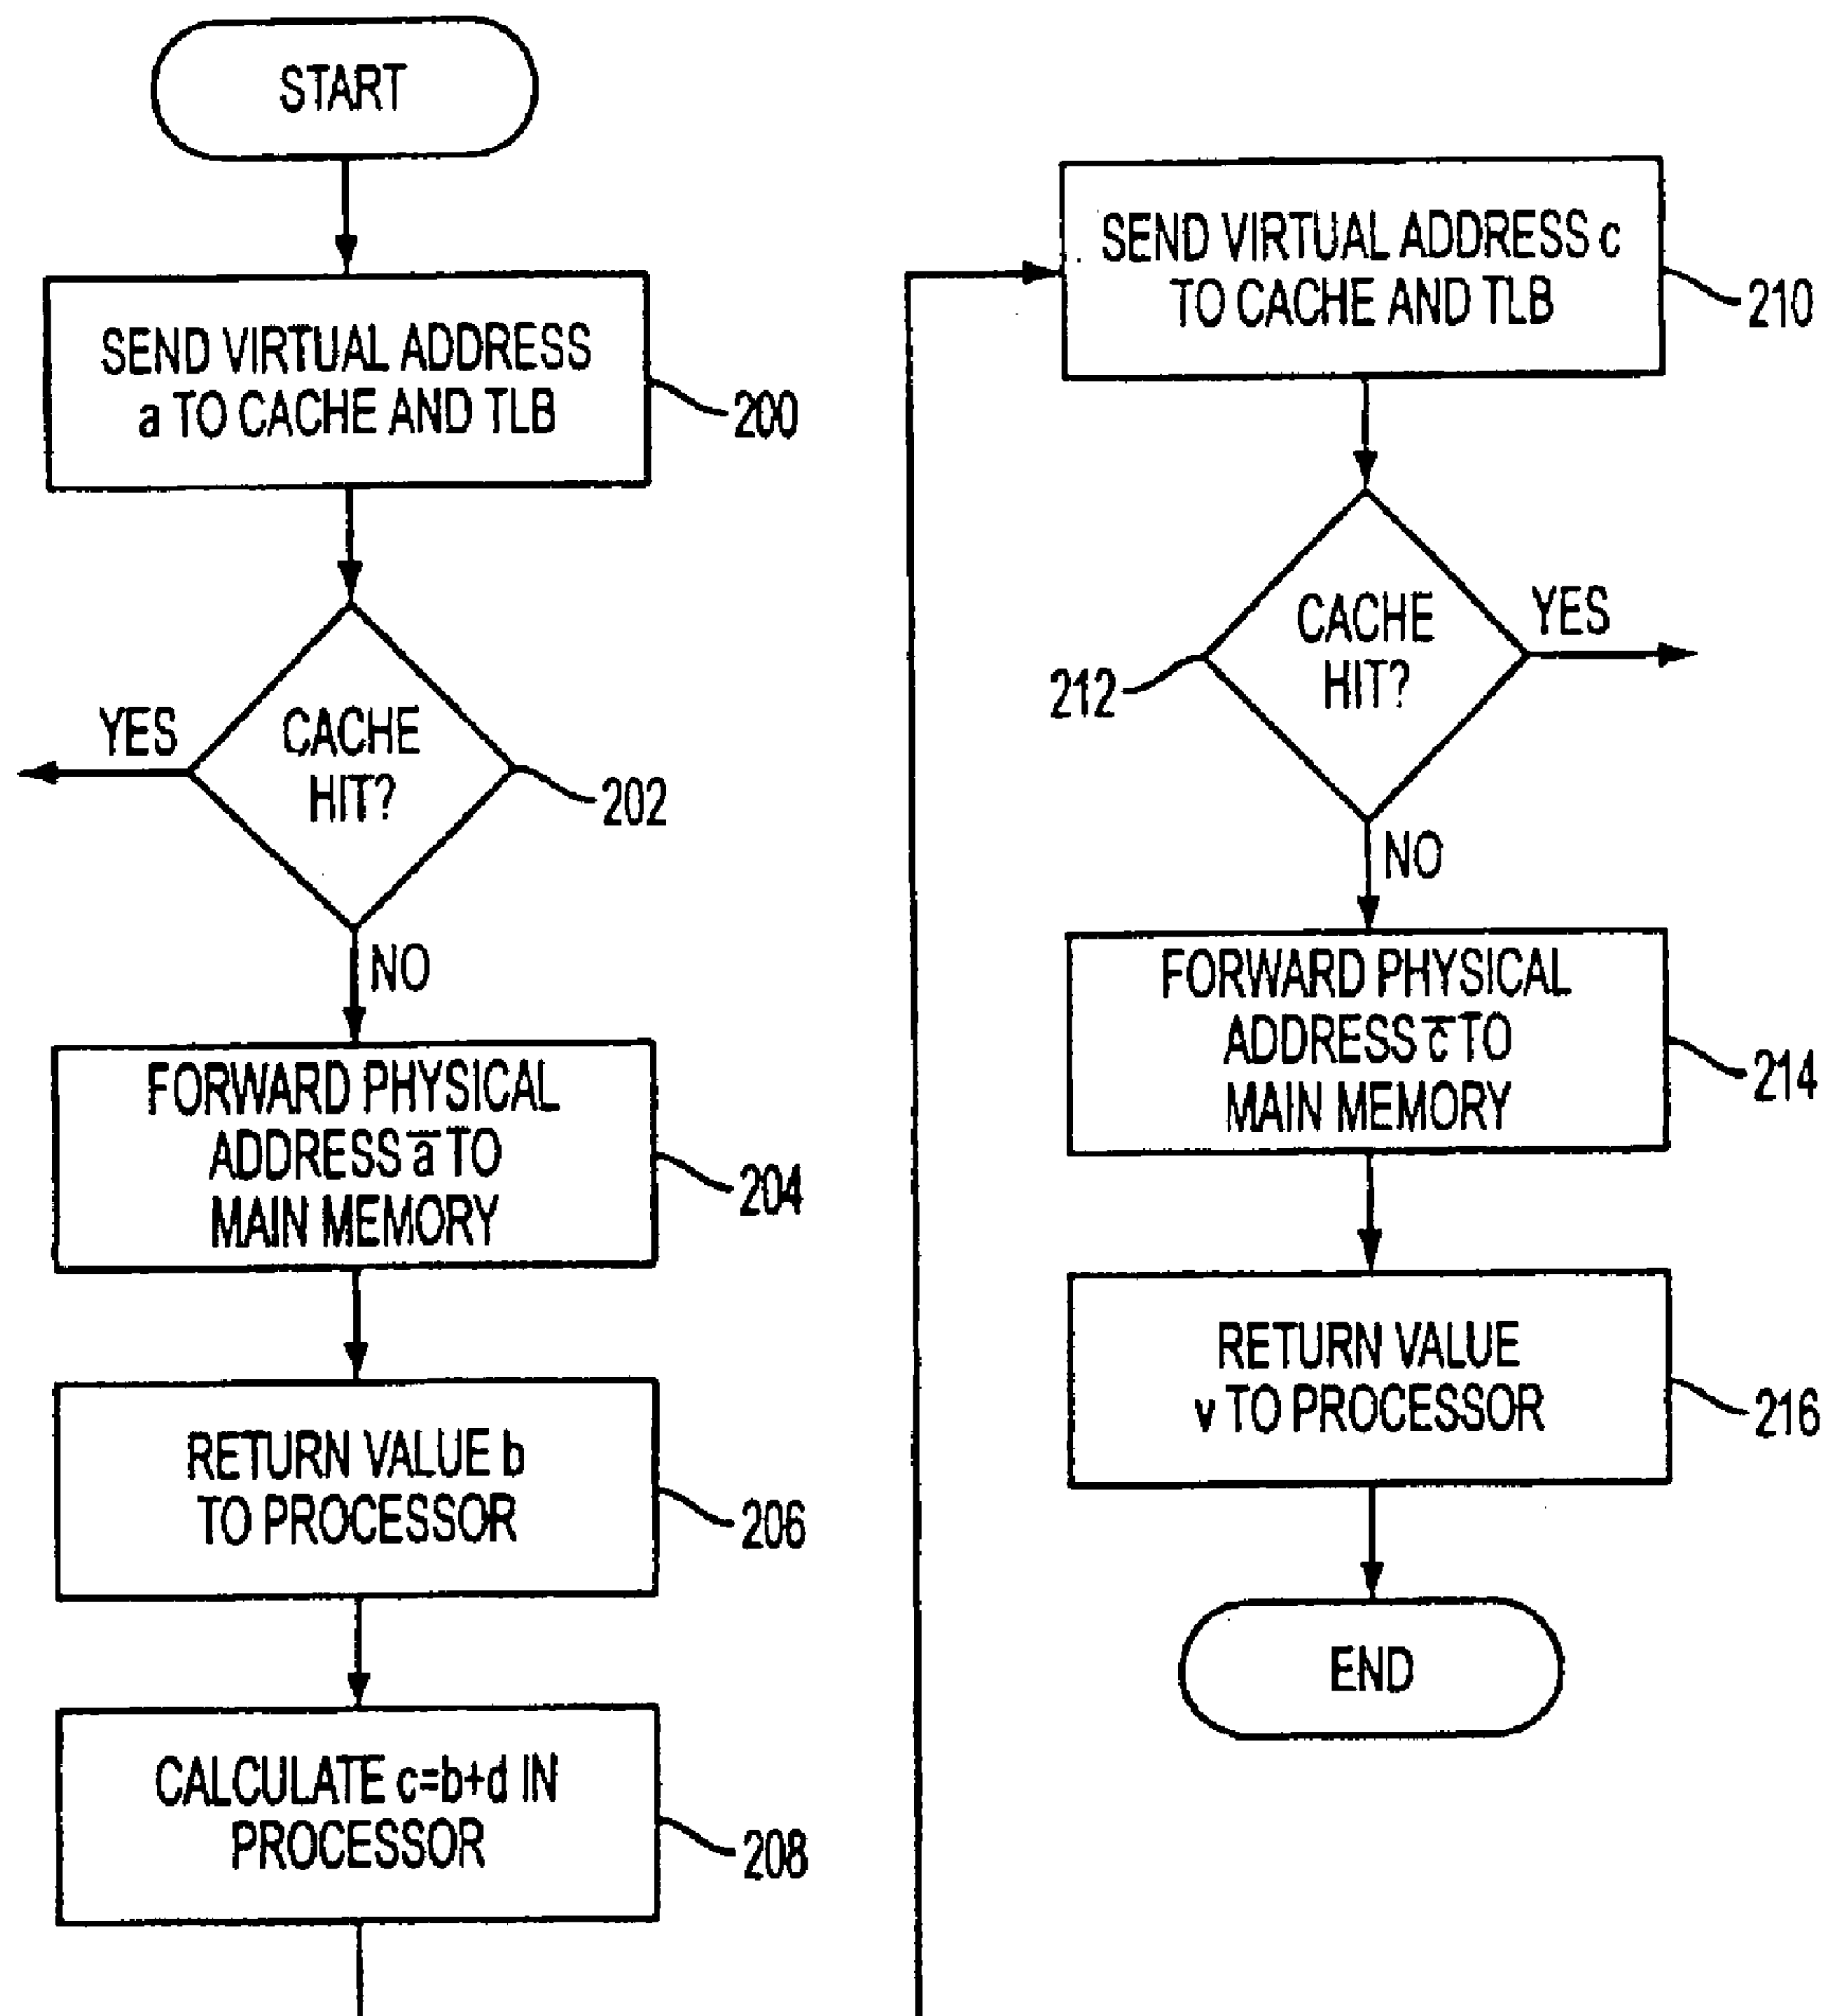 START
SEND VIRTUAL ADDRESS
a TO CACHE AND TLB
200
CACHE
HIT?
YES
202
NO
FORWARD PHYSICAL
ADDRESS a̅ TO
MAIN MEMORY
204
RETURN VALUE b
TO PROCESSOR
206
CALCULATE c=b+d IN
PROCESSOR
208
SEND VIRTUAL ADDRESS c
TO CACHE AND TLB
210
CACHE
HIT?
YES
212
NO
FORWARD PHYSICAL
ADDRESS c̅ TO
MAIN MEMORY
214
RETURN VALUE
v TO PROCESSOR
216
END